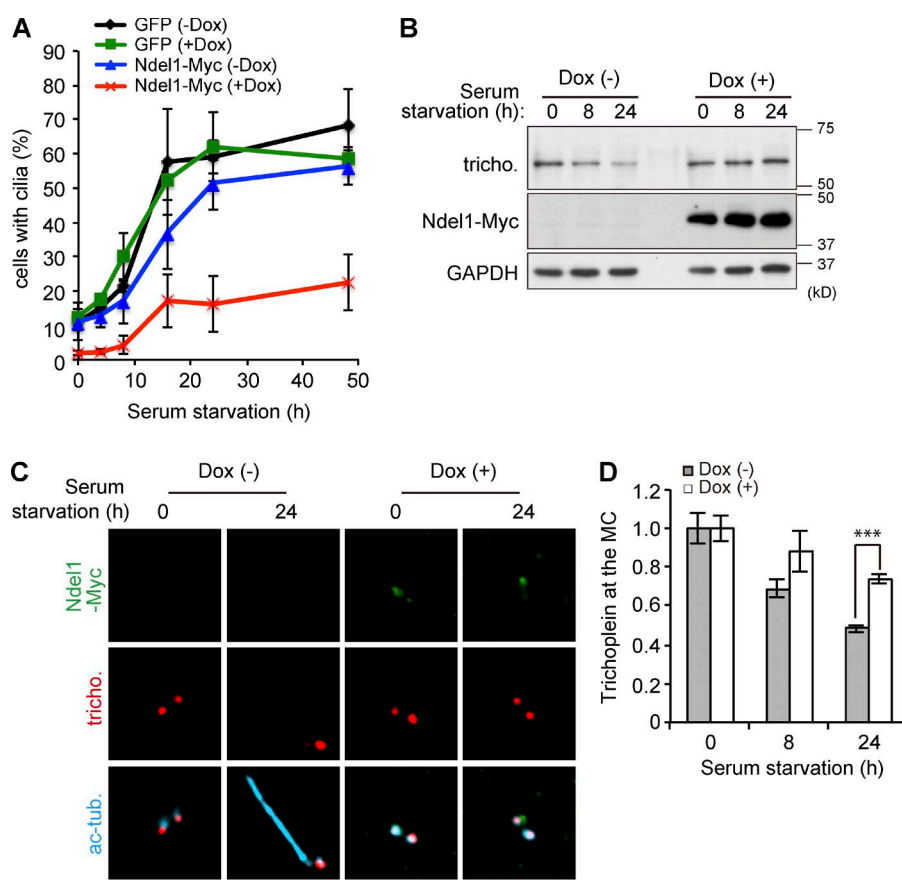 A
GFP (-Dox)
GFP (+Dox)
Ndel1-Myc (-Dox)
Ndel1-Myc (+Dox)
cells with cilia (%)
90
80
70
60
50
40
30
20
10
0
0 10 20 30 40 50
Serum starvation (h)
B
Dox (-) Dox (+)
Serum
starvation (h): 0 8 24 0 8 24
75
tricho.
50
50
Ndel1-Myc
37
37
GAPDH
(kD)
C
Dox (-) Dox (+)
Serum
starvation (h) 0 24 0 24
Ndel1
-Myc
tricho.
ac-tub.
D
Dox (-)
Dox (+)
Trichoplein at the MC
1.2
1.0
0.8
0.6
0.4
0.2
0
***
0 8 24
Serum starvation (h)